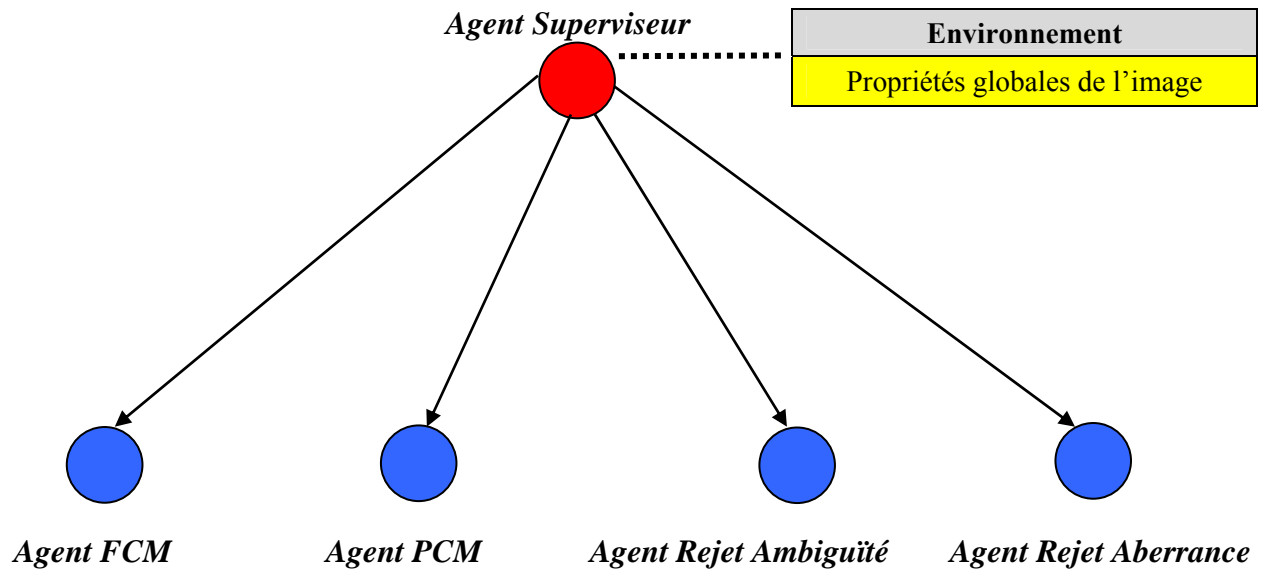 Agent Superviseur
Environnement
Propriétés globales de l’image
Agent FCM
Agent PCM
Agent Rejet Ambiguïté
Agent Rejet Aberrance